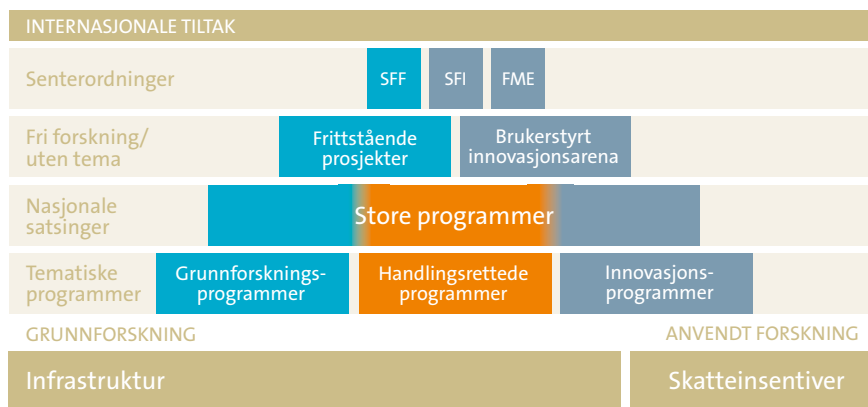 INTERNASJONALE TILTAK
Senterordninger
SFF
SFI
FME
Fri forskning/
uten tema
Frittstående
prosjekter
Brukerstyrt
innovasjonsarena
Nasjonale
satsinger
Store programmer
Tematiske
programmer
Grunnforsknings-
programmer
Handlingsrettede
programmer
Innovasjons-
programmer
GRUNNFORSKNING
ANVENDT FORSKNING
Infrastruktur
Skatteinsentiver